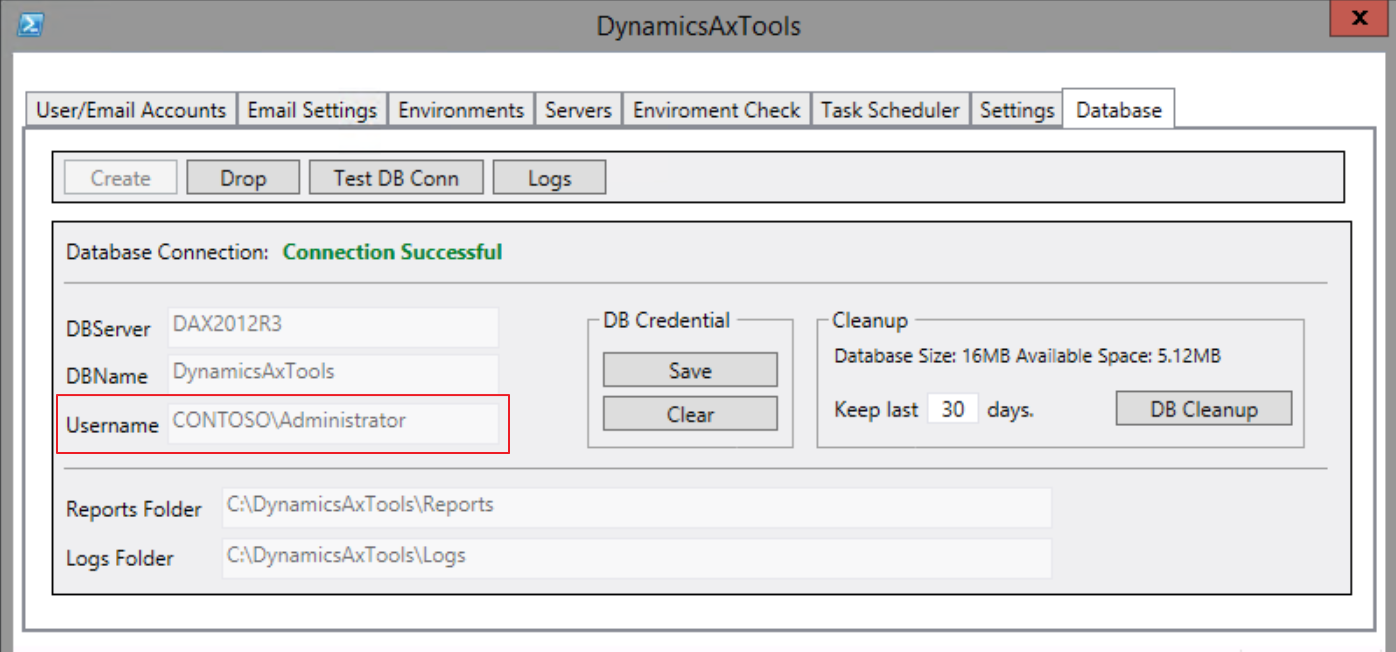 DynamicsAxTools
x
User/Email Accounts Email Settings Environments Servers Enviroment Check Task Scheduler Settings Database
Create Drop Test DB Conn Logs
Database Connection: Connection Successful
DBServer DAX2012R3
DBName DynamicsAxTools
Username CONTOSO\Administrator
DB Credential
Save
Clear
Cleanup
Database Size: 16MB Available Space: 5.12MB
Keep last 30 days. DB Cleanup
Reports Folder C:\DynamicsAxTools\Reports
Logs Folder C:\DynamicsAxTools\Logs